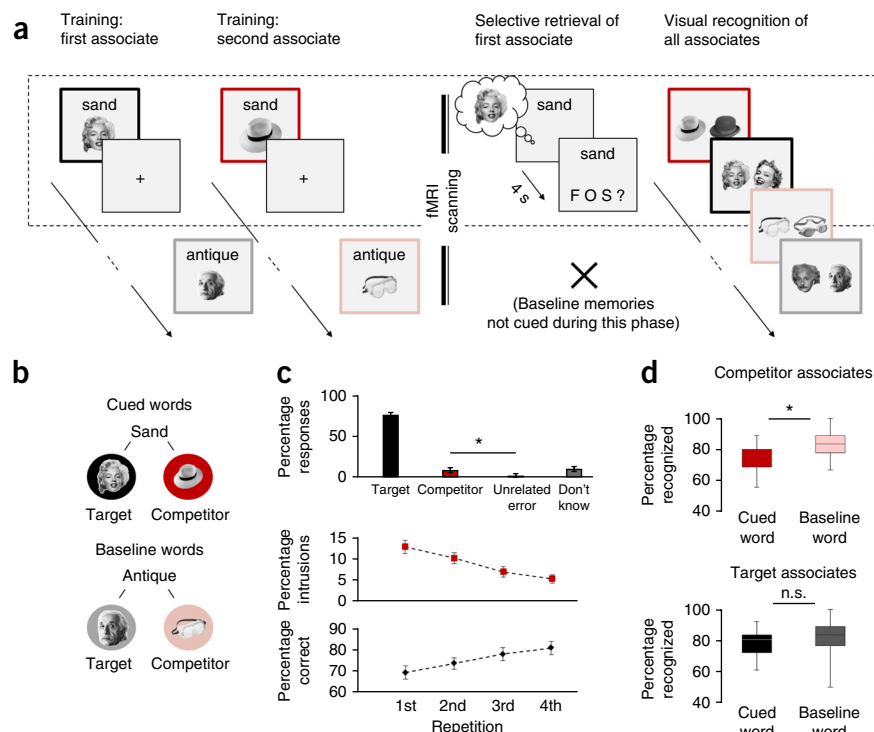 a
Training:
first associate
Training:
second associate
Selective retrieval of
first associate
Visual recognition of
all associates
sand
+
sand
+
fMRI
scanning
sand
sand
4 s
F O S ?
antique
antique
(Baseline memories
not cued during this phase)
b
Cued words
Sand
Target
Competitor
Baseline words
Antique
Target
Competitor
c
Percentage
responses
100
50
0
*
Target
Competitor
Unrelated
error
Don't
know
Percentage
intrusions
15
10
5
0
Percentage
correct
90
80
70
60
1st
2nd
3rd
4th
Repetition
d
Competitor associates
Percentage
recognized
100
80
60
40
*
Cued
word
Baseline
word
Target associates
n.s.
Percentage
recognized
100
80
60
40
Cued
word
Baseline
word